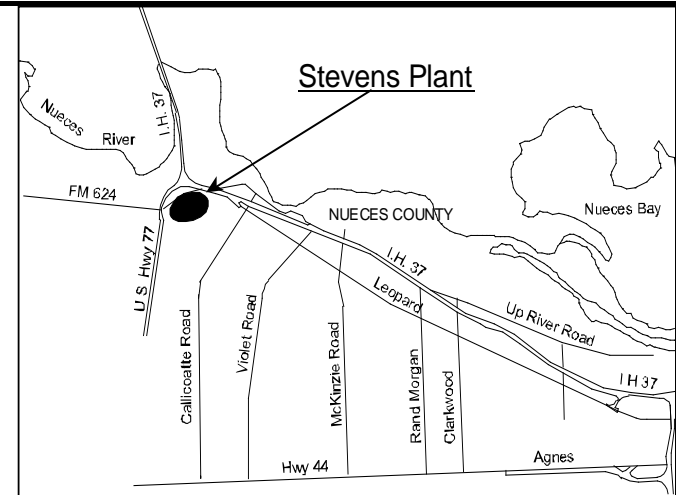 Stevens Plant
Nueces
River
I.H. 37
FM 624
NUECES COUNTY
Nueces Bay
U S Hwy 77
I.H. 37
Leopard
Up River Road
Callicoatte Road
Violet Road
McKinzie Road
Rand Morgan
Clarkwood
I H 37
Hwy 44
Agnes